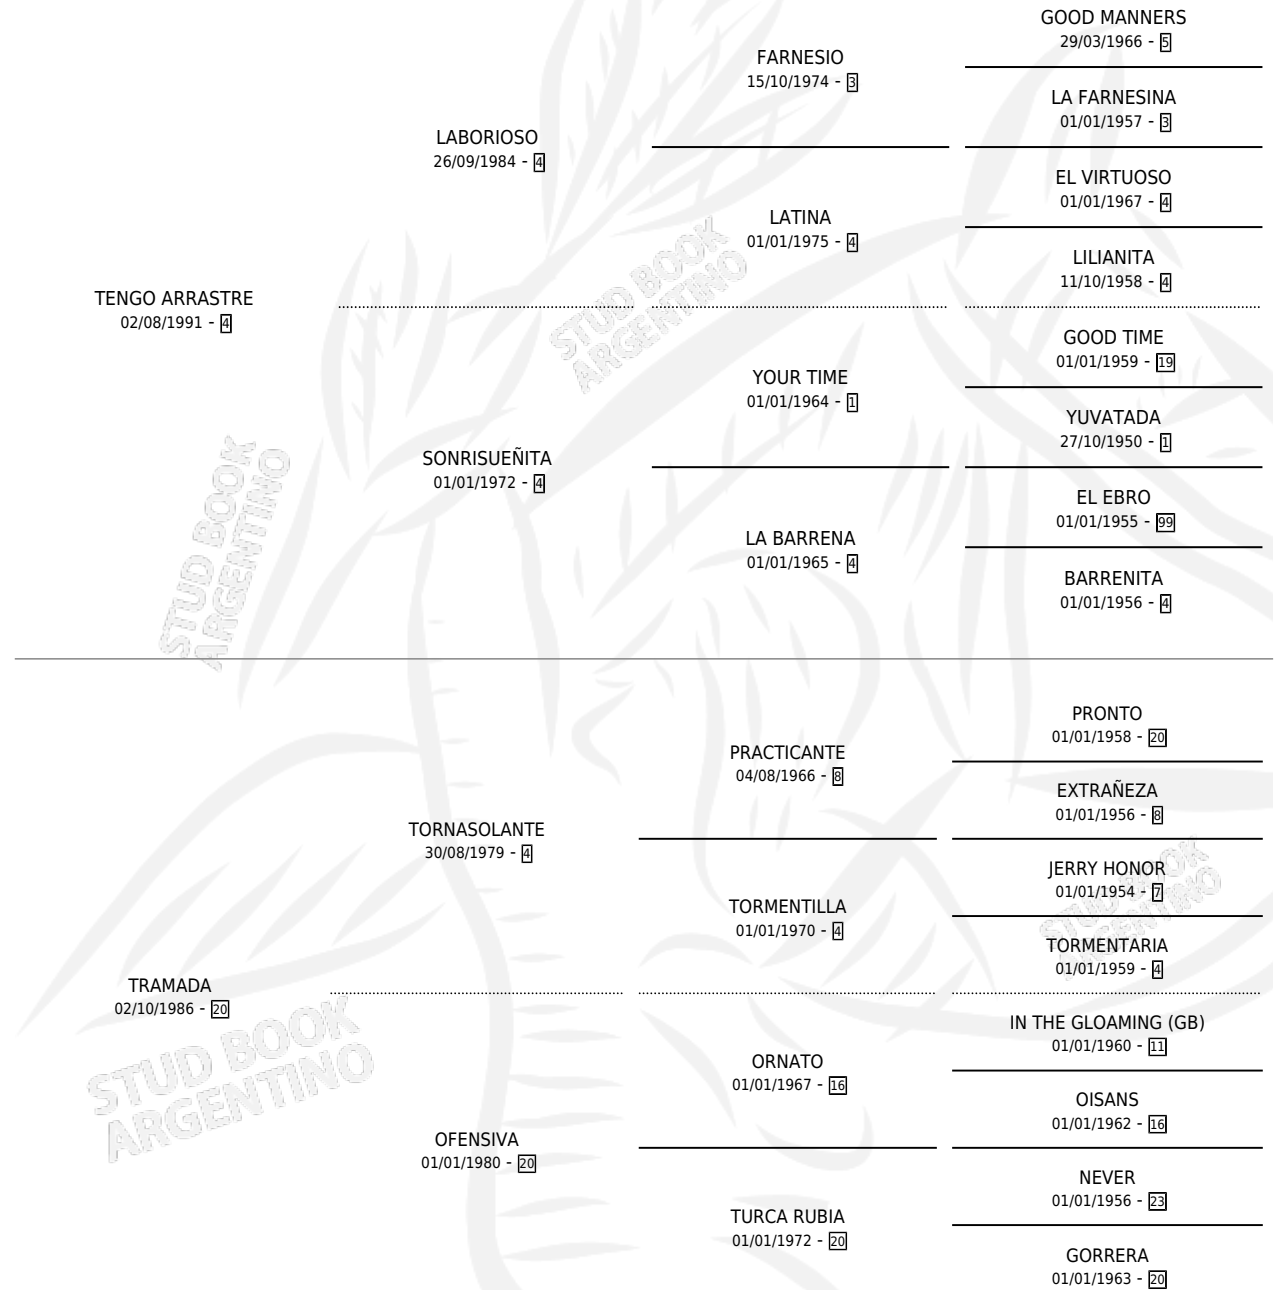 GOOD MANNERS
29/03/1966 - 5
FARNESIO
15/10/1974 - 3
LA FARNESINA
01/01/1957 - 3
LABORIOSO
26/09/1984 - 4
EL VIRTUOSO
01/01/1967 - 4
LATINA
01/01/1975 - 4
LILIANITA
11/10/1958 - 4
TENGO ARRASTRE
02/08/1991 - 4
GOOD TIME
01/01/1959 - 19
YOUR TIME
01/01/1964 - 1
YUVATADA
27/10/1950 - 1
SONRISUEÑITA
01/01/1972 - 4
EL EBRO
01/01/1955 - 99
LA BARRENA
01/01/1965 - 4
BARRENITA
01/01/1956 - 4
PRONTO
01/01/1958 - 20
PRACTICANTE
04/08/1966 - 8
EXTRAÑEZA
01/01/1956 - 8
TORNASOLANTE
30/08/1979 - 4
JERRY HONOR
01/01/1954 - 7
TORMENTILLA
01/01/1970 - 4
TORMENTARIA
01/01/1959 - 4
TRAMADA
02/10/1986 - 20
IN THE GLOAMING (GB)
01/01/1960 - 11
ORNATO
01/01/1967 - 16
OISANS
01/01/1962 - 16
OFENSIVA
01/01/1980 - 20
NEVER
01/01/1956 - 23
TURCA RUBIA
01/01/1972 - 20
GORRERA
01/01/1963 - 20
STUD BOOK
ARGENTINO
STUD BOOK
ARGENTINO
STUD BOOK
ARGENTINO
STUD BOOK
ARGENTINO